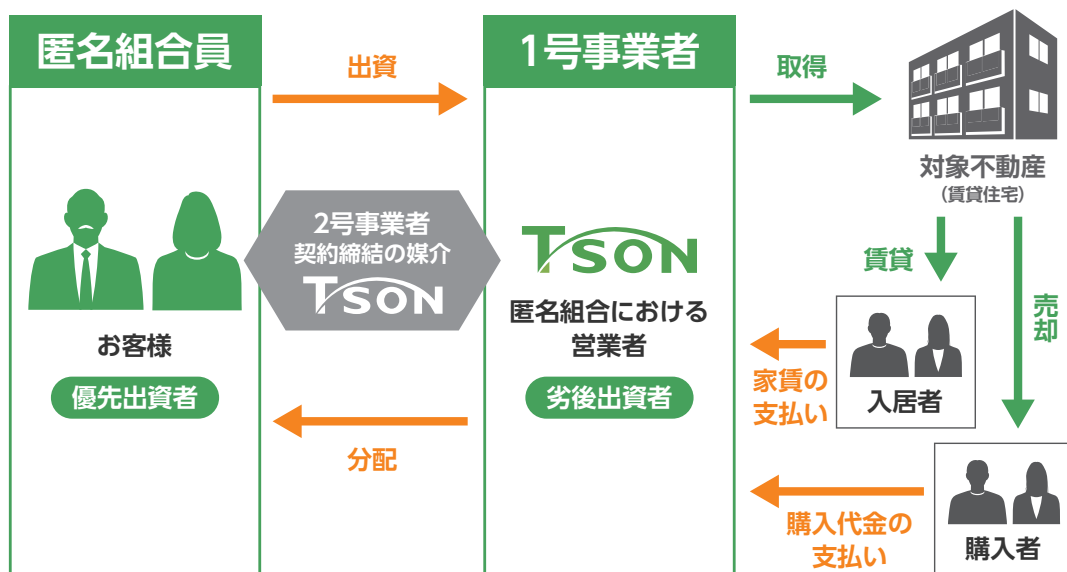 匿名組合員
お客様
優先出資者
出資
2号事業者
契約締結の媒介
TSON
分配
1号事業者
TSON
匿名組合における
営業者
劣後出資者
取得
対象不動産
(賃貸住宅)
賃貸
売却
入居者
家賃の
支払い
購入者
購入代金の
支払い